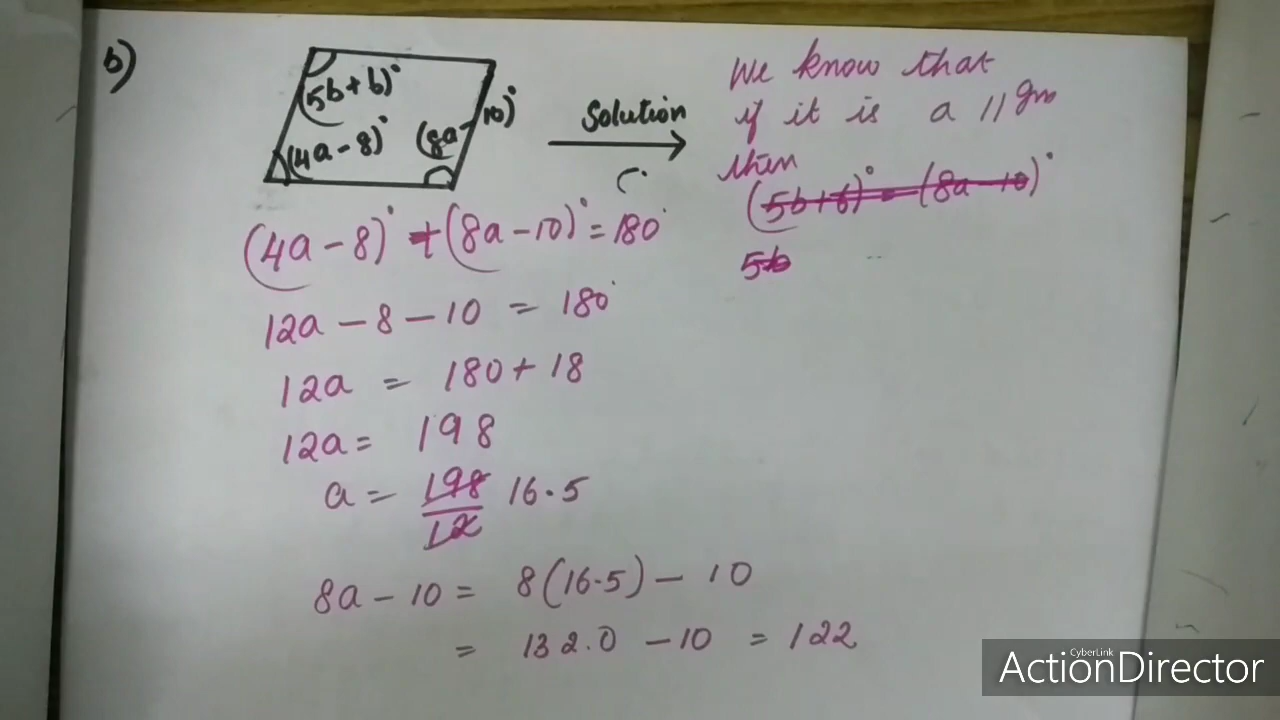 b)
(5b+b)°
(4a-8)°
(8a-10)°
Solution
We know that
if it is a //gm
then
(5b+6)° = (8a-10)°
5b
(4a-8)° + (8a-10)° = 180°
12a - 8 - 10 = 180°
12a = 180 + 18
12a = 198
a = 198/12 16.5
8a - 10 = 8(16.5) - 10
= 132.0 - 10 = 122
CyberLink
ActionDirector